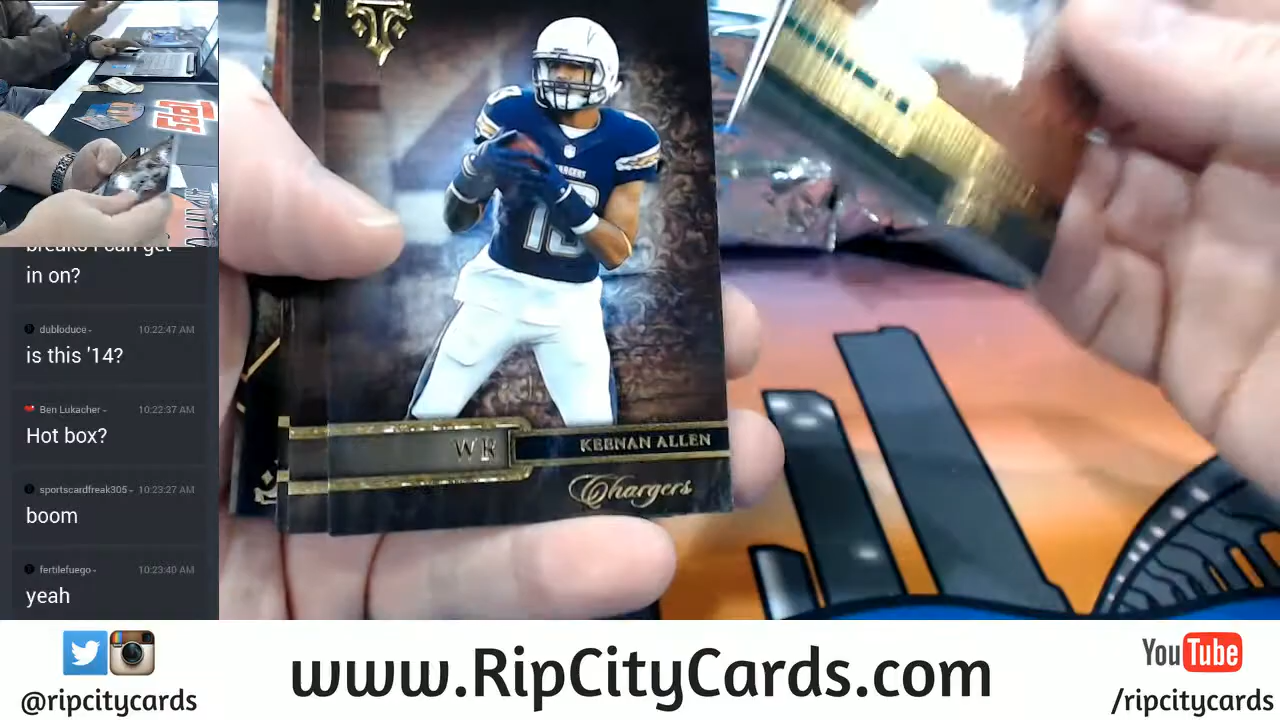 breaks I can get
in on?
dubloduce - 10:22:47 AM
is this '14?
Ben Lukacher - 10:22:37 AM
Hot box?
sportscardfreak305 - 10:23:27 AM
boom
fertilefuego - 10:23:40 AM
yeah
WR KEENAN ALLEN
Chargers
@ripcitycards
www.RipCityCards.com
YouTube
/ripcitycards